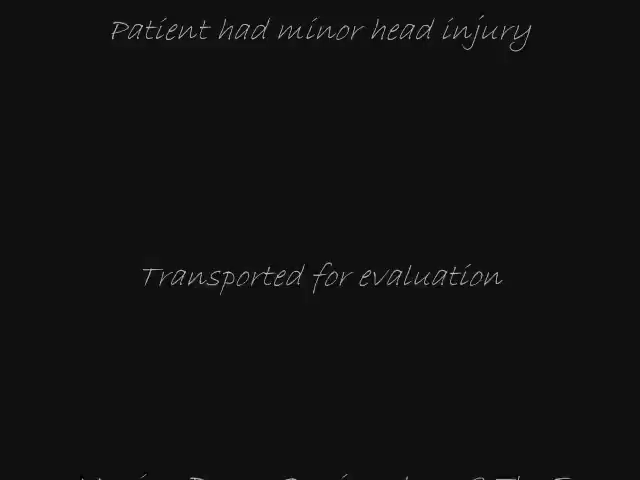 Patient had minor head injury
Transported for evaluation